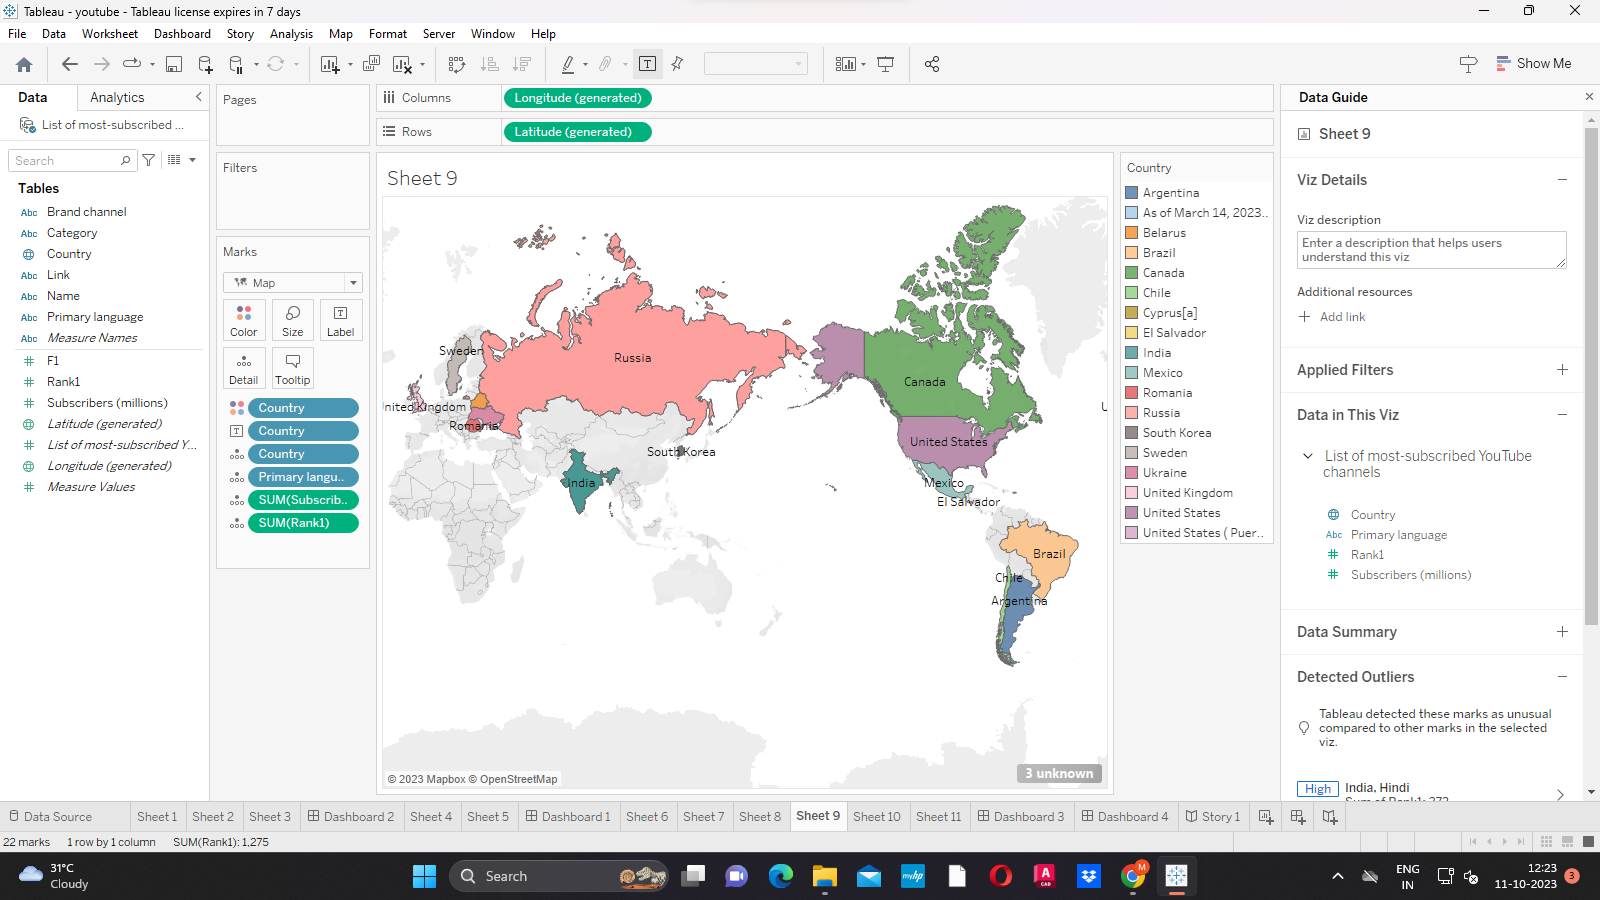 Tableau - youtube - Tableau license expires in 7 days
File Data Worksheet Dashboard Story Analysis Map Format Server Window Help
Show Me
Data Analytics
List of most-subscribed ...
Search
Tables
Abc Brand channel
Abc Category
Country
Abc Link
Abc Name
Abc Primary language
Abc Measure Names
F1
Rank1
Subscribers (millions)
Latitude (generated)
List of most-subscribed Y...
Longitude (generated)
Measure Values
Pages
Filters
Marks
Map
Color Size Label
Detail Tooltip
Country
Country
Country
Primary langu..
SUM(Subscrib..
SUM(Rank1)
Columns Longitude (generated)
Rows Latitude (generated)
Sheet 9
Sweden
Russia
Canada
Romania
South Korea
United States
India
Mexico
El Salvador
Brazil
Chile
Argentina
© 2023 Mapbox © OpenStreetMap
3 unknown
Country
Argentina
As of March 14, 2023..
Belarus
Brazil
Canada
Chile
Cyprus[a]
El Salvador
India
Mexico
Romania
Russia
South Korea
Sweden
Ukraine
United Kingdom
United States
United States ( Puer..
Data Guide
Sheet 9
Viz Details
Viz description
Enter a description that helps users
understand this viz
Additional resources
Add link
Applied Filters
Data in This Viz
List of most-subscribed YouTube
channels
Country
Abc Primary language
Rank1
Subscribers (millions)
Data Summary
Detected Outliers
Tableau detected these marks as unusual
compared to other marks in the selected
viz.
High India, Hindi
Data Source Sheet 1 Sheet 2 Sheet 3 Dashboard 2 Sheet 4 Sheet 5 Dashboard 1 Sheet 6 Sheet 7 Sheet 8 Sheet 9 Sheet 10 Sheet 11 Dashboard 3 Dashboard 4 Story 1
22 marks 1 row by 1 column SUM(Rank1): 1,275
31°C
Cloudy
Search
myhp
A
CAD
M
ENG
IN
12:23
11-10-2023
3